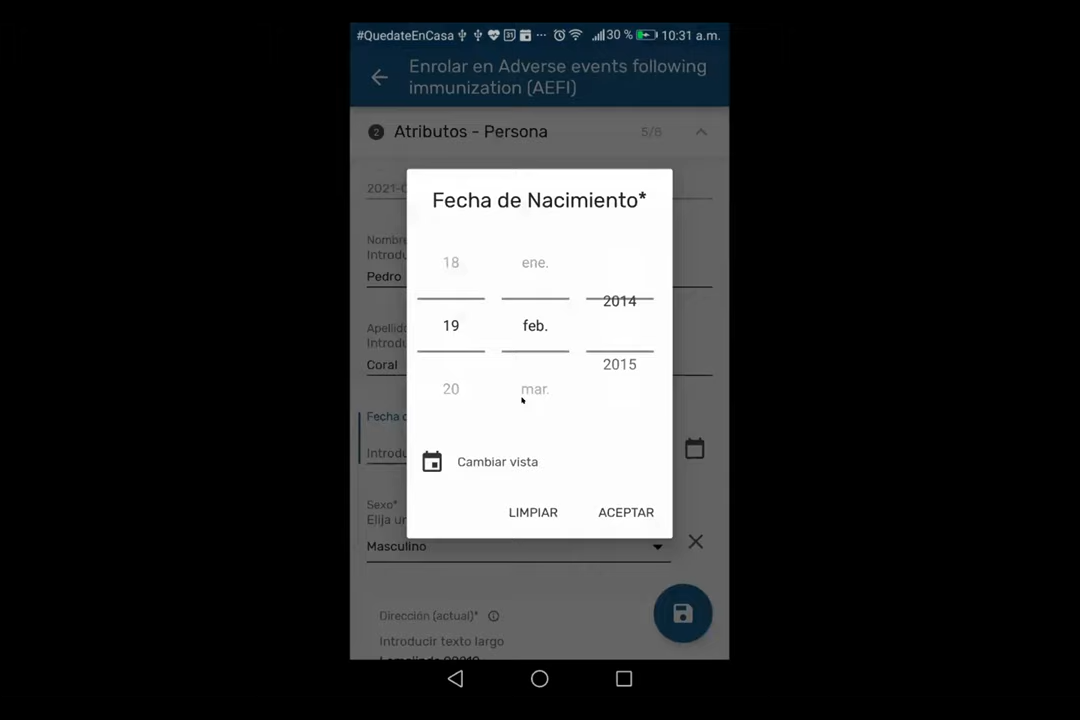 #QuedateEnCasa 31 ... 30 % 10:31 a.m.
Enrolar en Adverse events following
immunization (AEFI)
2 Atributos - Persona 5/8
2021-0
Fecha de Nacimiento*
Nombre
Introdu
Pedro
18 ene.
2014
19 feb.
2015
20 mar.
Apellido
Introdu
Coral
Fecha d
Introdu
Cambiar vista
LIMPIAR ACEPTAR
Sexo*
Elija un
Masculino
Dirección (actual)*
Introducir texto largo